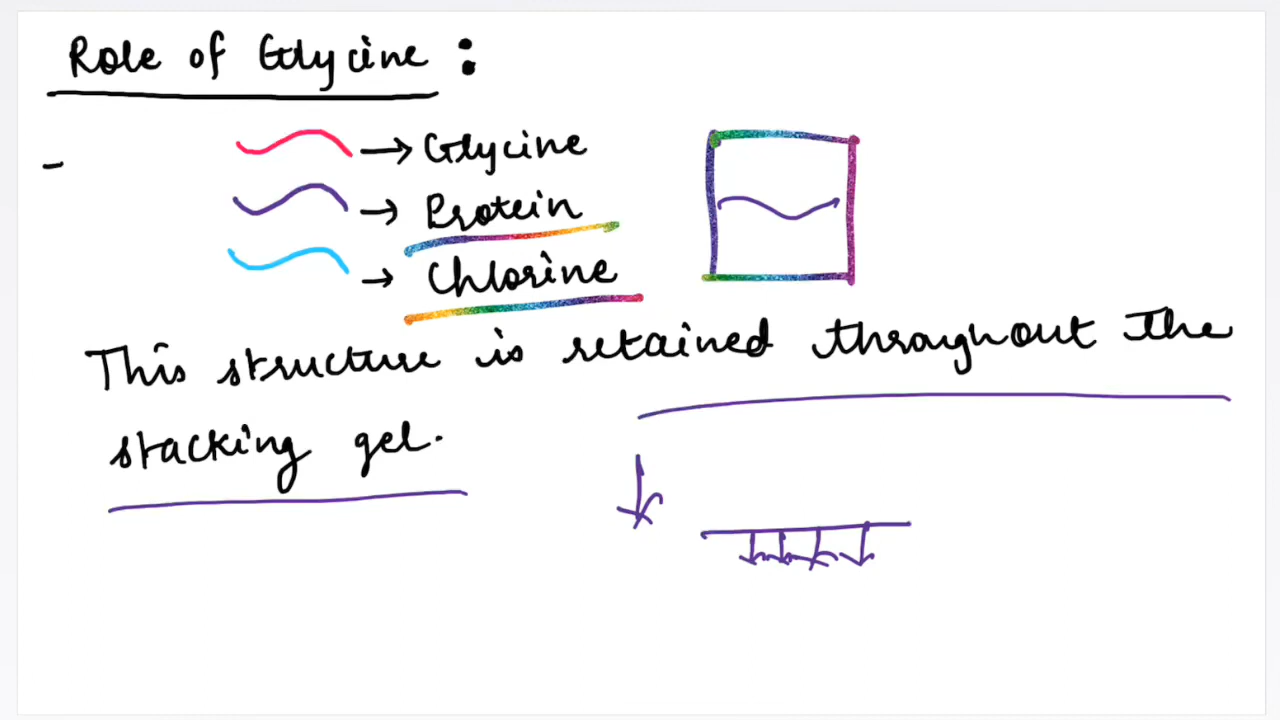 Role of Glycine :
- → Glycine
→ Protein
→ Chlorine
This structure is retained throughout the
stacking gel.